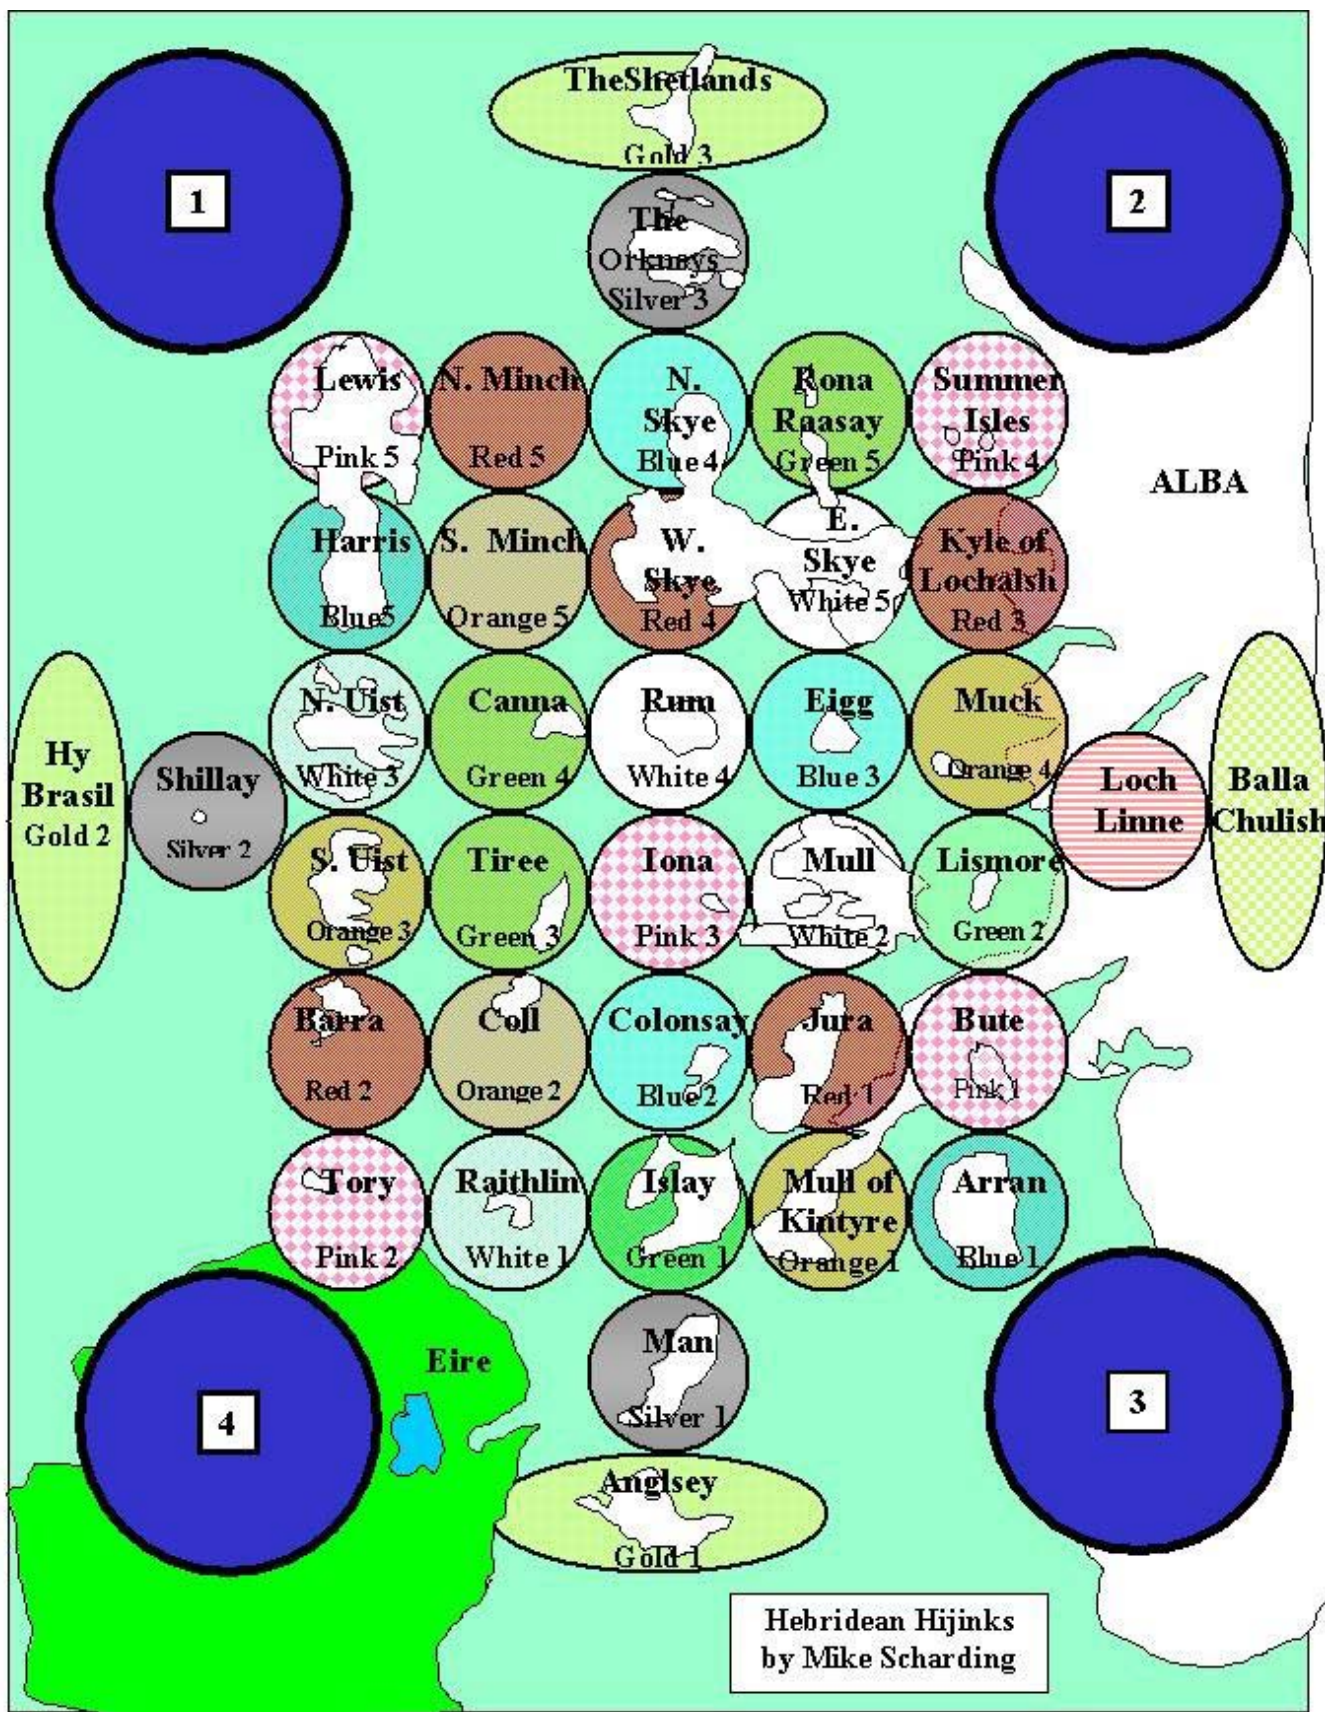 TheShetlands
Gold 3
1
2
The
Orkneys
Silver 3
Lewis
Pink 5
N. Minch
Red 5
N.
Skye
Blue 4
Rona
Raasay
Green 5
Summer
Isles
Pink 4
ALBA
Harris
Blue5
S. Minch
Orange 5
W.
Skye
Red 4
E.
Skye
White 5
Kyle of
Lochalsh
Red 3
Hy
Brasil
Gold 2
Shillay
Silver 2
N. Uist
White 3
Canna
Green 4
Rum
White 4
Eigg
Blue 3
Muck
Orange 4
Loch
Linne
Balla
Chulish
S. Uist
Orange 3
Tiree
Green 3
Iona
Pink 3
Mull
White 2
Lismore
Green 2
Barra
Red 2
Coll
Orange 2
Colonsay
Blue 2
Jura
Red 1
Bute
Pink 1
Tory
Pink 2
Raithlin
White 1
Islay
Green 1
Mull of
Kintyre
Orange 1
Arran
Blue 1
Eire
Man
Silver 1
4
3
Anglsey
Gold 1
Hebridean Hijinks
by Mike Scharding